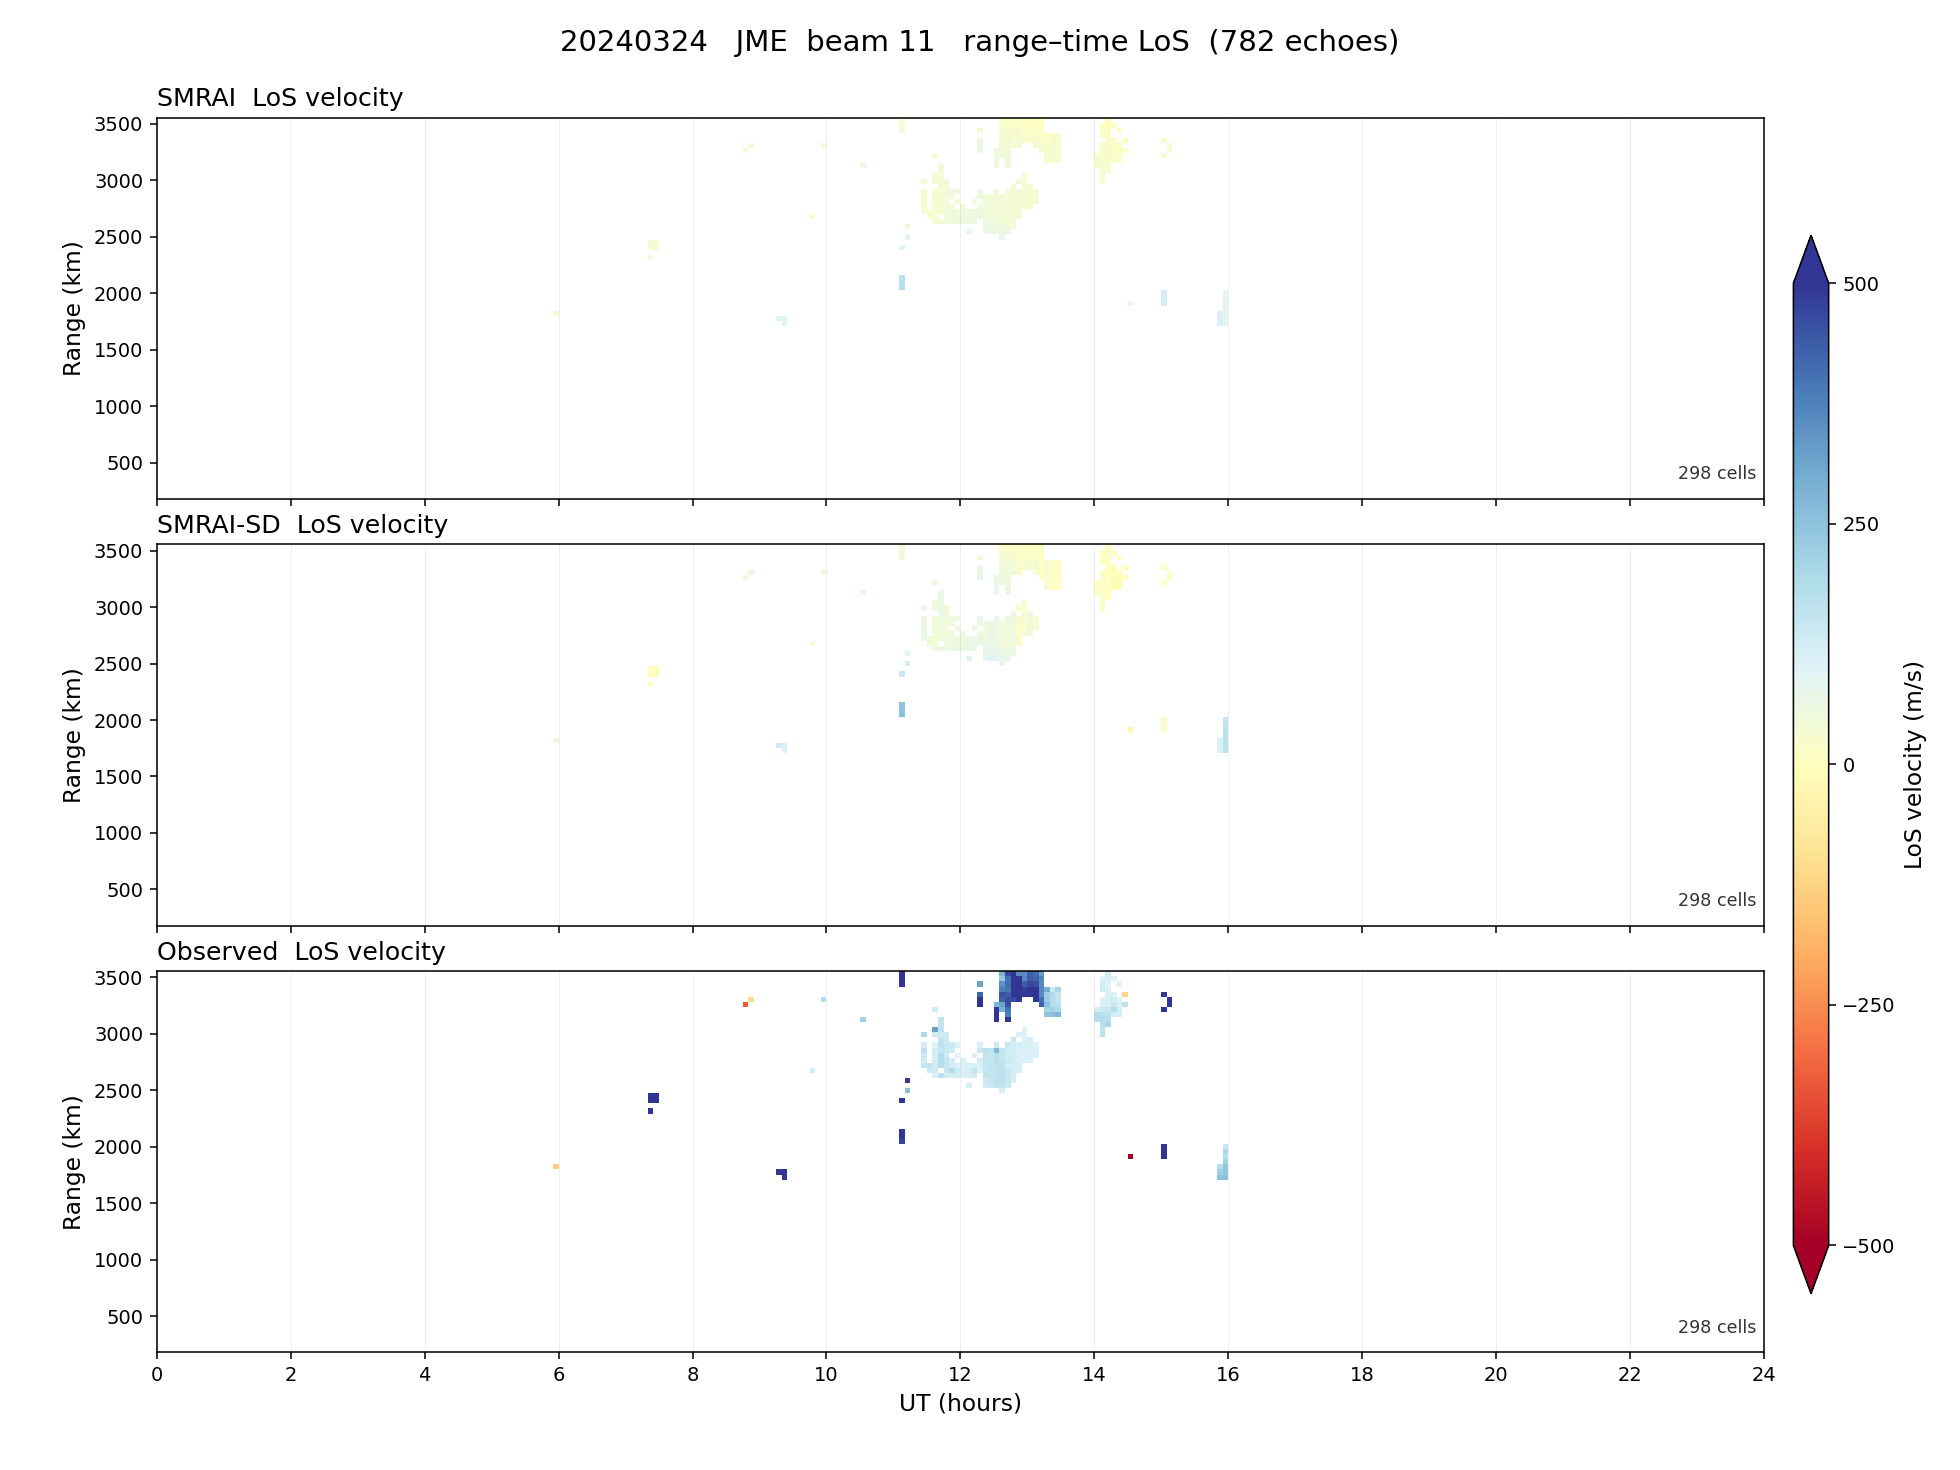 20240324   JME  beam 11   range–time LoS  (782 echoes)
SMRAI  LoS velocity
3500
3000
2500
2000
1500
1000
500
Range (km)
298 cells
SMRAI-SD  LoS velocity
3500
3000
2500
2000
1500
1000
500
Range (km)
298 cells
Observed  LoS velocity
3500
3000
2500
2000
1500
1000
500
Range (km)
298 cells
0 2 4 6 8 10 12 14 16 18 20 22 24
UT (hours)
500
250
0
−250
−500
LoS velocity (m/s)